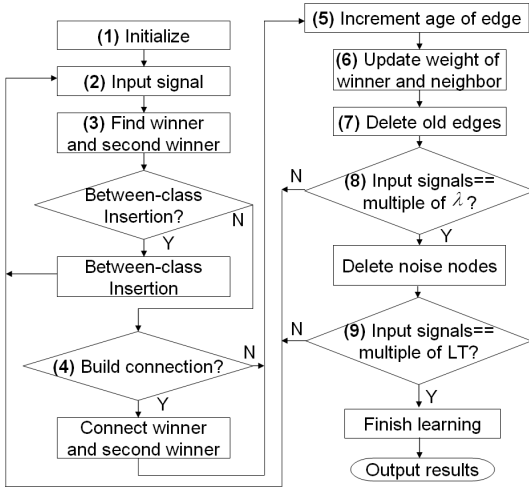 (1) Initialize
(2) Input signal
(3) Find winner
and second winner
Between-class
Insertion?
N
Y
Between-class
Insertion
(4) Build connection?
N
Y
Connect winner
and second winner
(5) Increment age of edge
(6) Update weight of
winner and neighbor
(7) Delete old edges
N
(8) Input signals==
multiple of λ ?
Y
Delete noise nodes
N
(9) Input signals==
multiple of LT?
Y
Finish learning
Output results